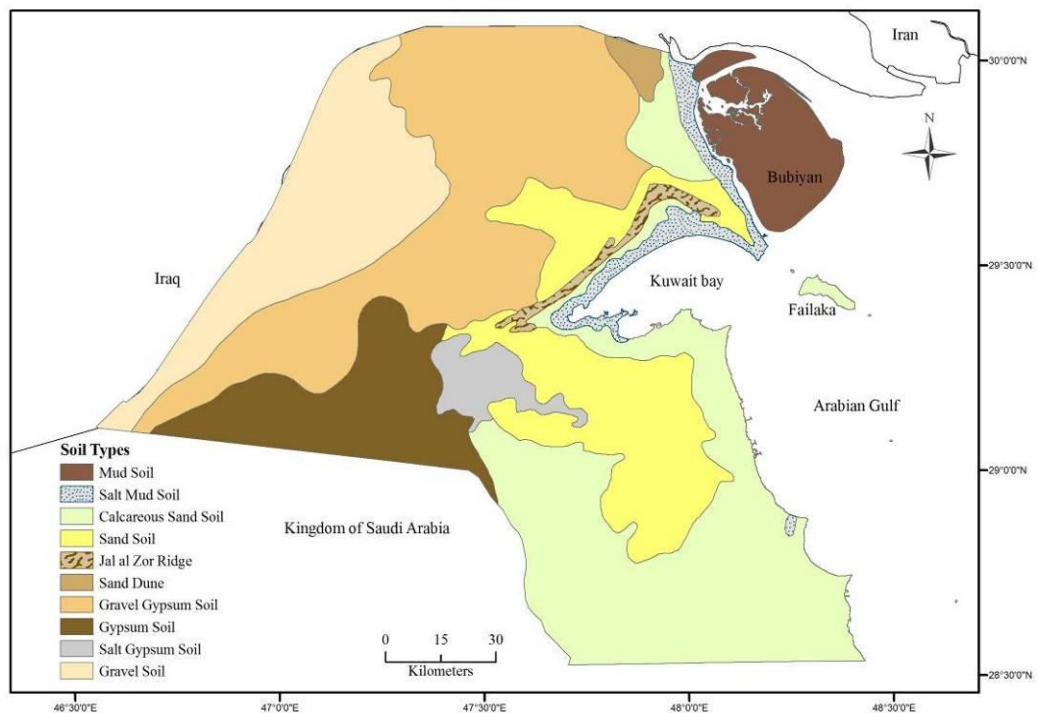 Iran
30°0'0"N
N
Bubiyan
29°30'0"N
Iraq
Kuwait bay
Failaka
Arabian Gulf
Soil Types
Mud Soil
Salt Mud Soil
Calcareous Sand Soil
Sand Soil
Jal al Zor Ridge
Sand Dune
Gravel Gypsum Soil
Gypsum Soil
Salt Gypsum Soil
Gravel Soil
29°0'0"N
Kingdom of Saudi Arabia
0 15 30
Kilometers
28°30'0"N
46°30'0"E 47°0'0"E 47°30'0"E 48°0'0"E 48°30'0"E